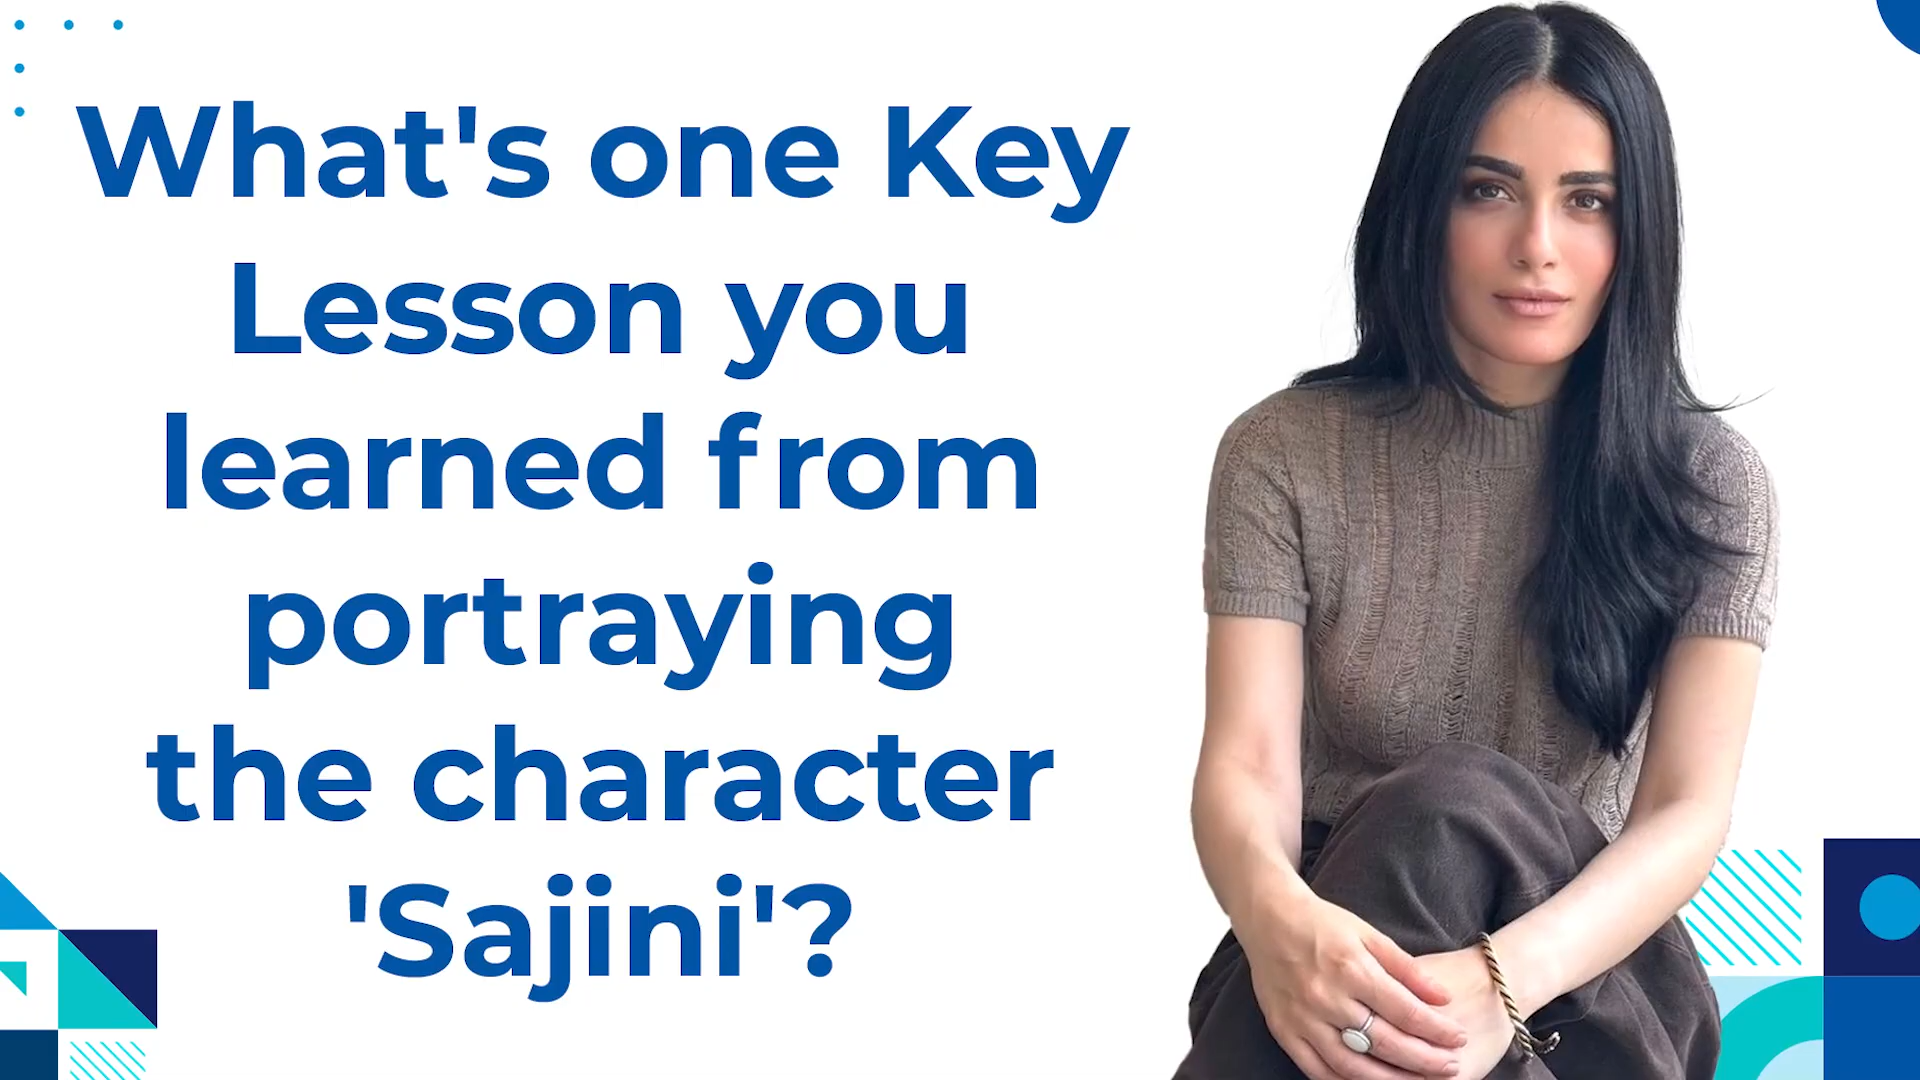 What's one Key
Lesson you
learned from
portraying
the character
'Sajini'?